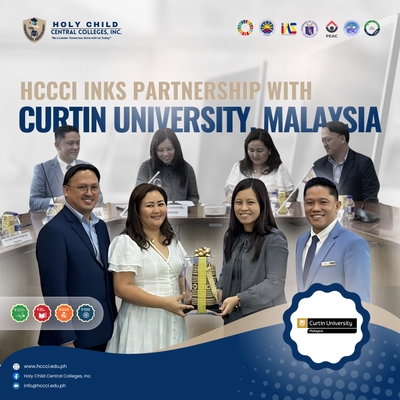 HOLY CHILD
CENTRAL COLLEGES, INC.
"Be a Leader Tomorrow, Shine with Us Today"
PEAC
HCCCI INKS PARTNERSHIP WITH
CURTIN UNIVERSITY, MALAYSIA
Curtin University
Malaysia
www.hccci.edu.ph
Holy Child Central Colleges, Inc.
info@hccci.edu.ph